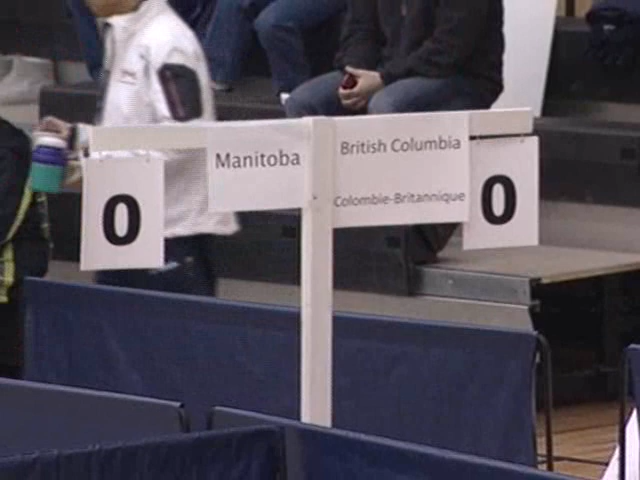 0
Manitoba
British Columbia
Colombie-Britannique
0